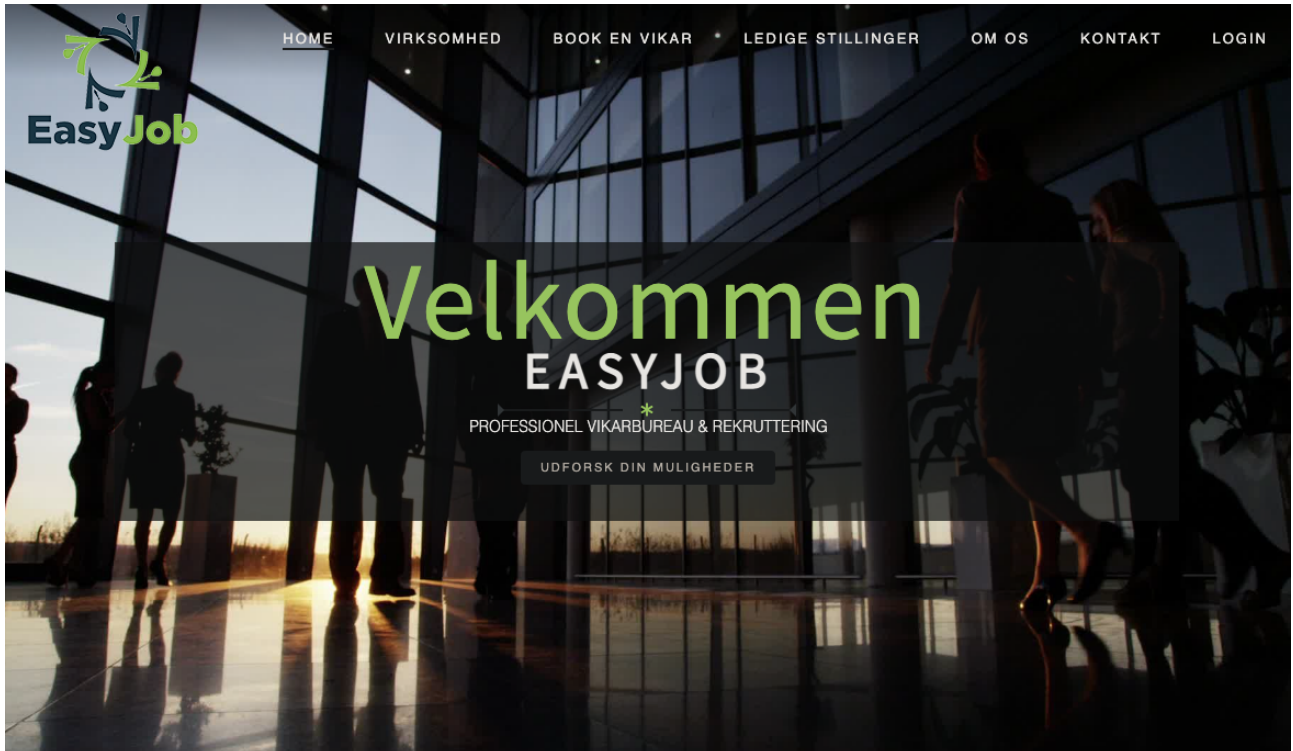 EasyJob
HOME VIRKSOMHED BOOK EN VIKAR LEDIGE STILLINGER OM OS KONTAKT LOGIN
Velkommen
EASYJOB
PROFESSIONEL VIKARBUREAU & REKRUTTERING
UDFORSK DIN MULIGHEDER